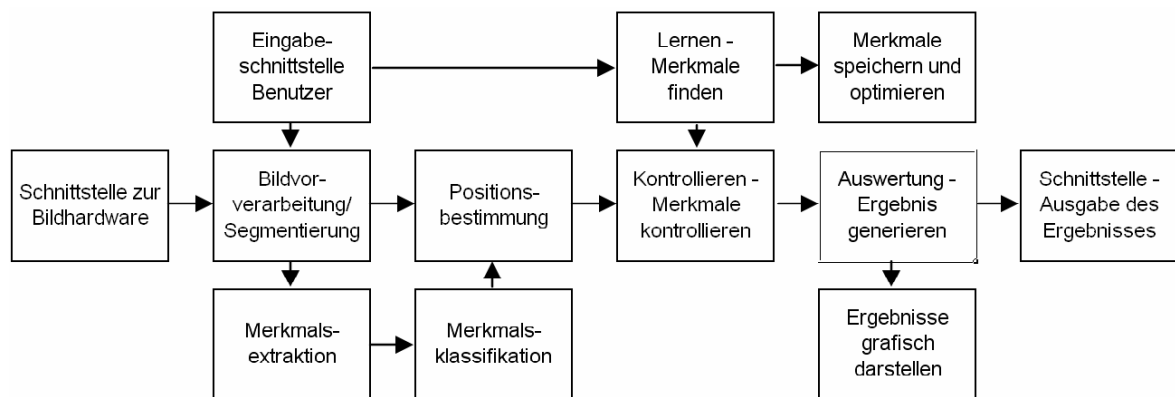 Eingabe-
schnittstelle
Benutzer
Lernen -
Merkmale
finden
Merkmale
speichern und
optimieren
Schnittstelle zur
Bildhardware
Bildvor-
verarbeitung/
Segmentierung
Positions-
bestimmung
Kontrollieren -
Merkmale
kontrollieren
Auswertung -
Ergebnis
generieren
Schnittstelle -
Ausgabe des
Ergebnisses
Merkmals-
extraktion
Merkmals-
klassifikation
Ergebnisse
grafisch
darstellen